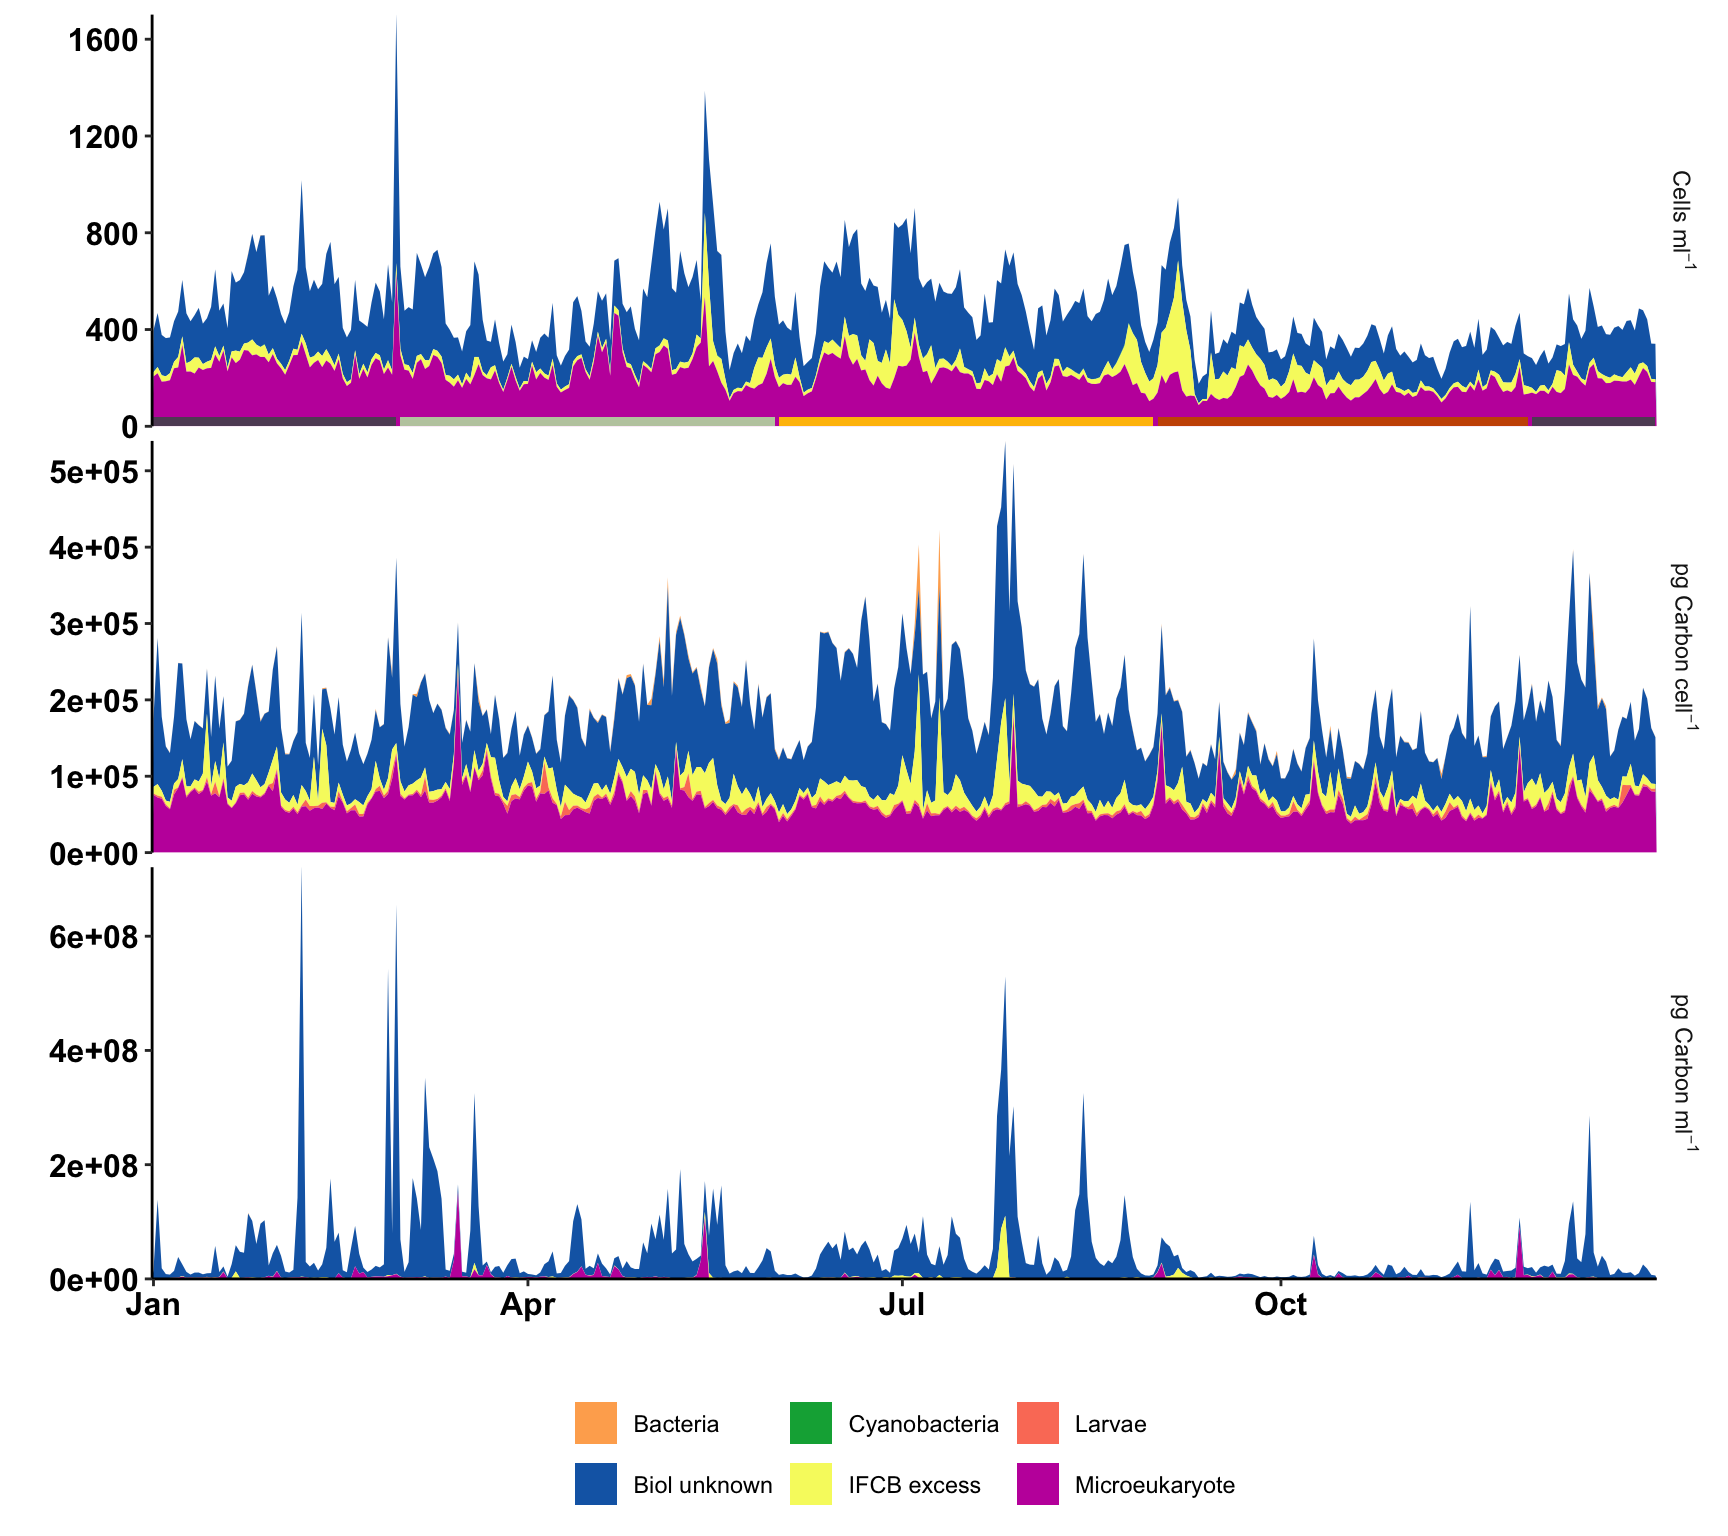 1600
1200
800
400
0
Cells ml⁻¹
5e+05
4e+05
3e+05
2e+05
1e+05
0e+00
pg Carbon cell⁻¹
6e+08
4e+08
2e+08
0e+00
pg Carbon ml⁻¹
Jan Apr Jul Oct
Bacteria Cyanobacteria Larvae
Biol unknown IFCB excess Microeukaryote